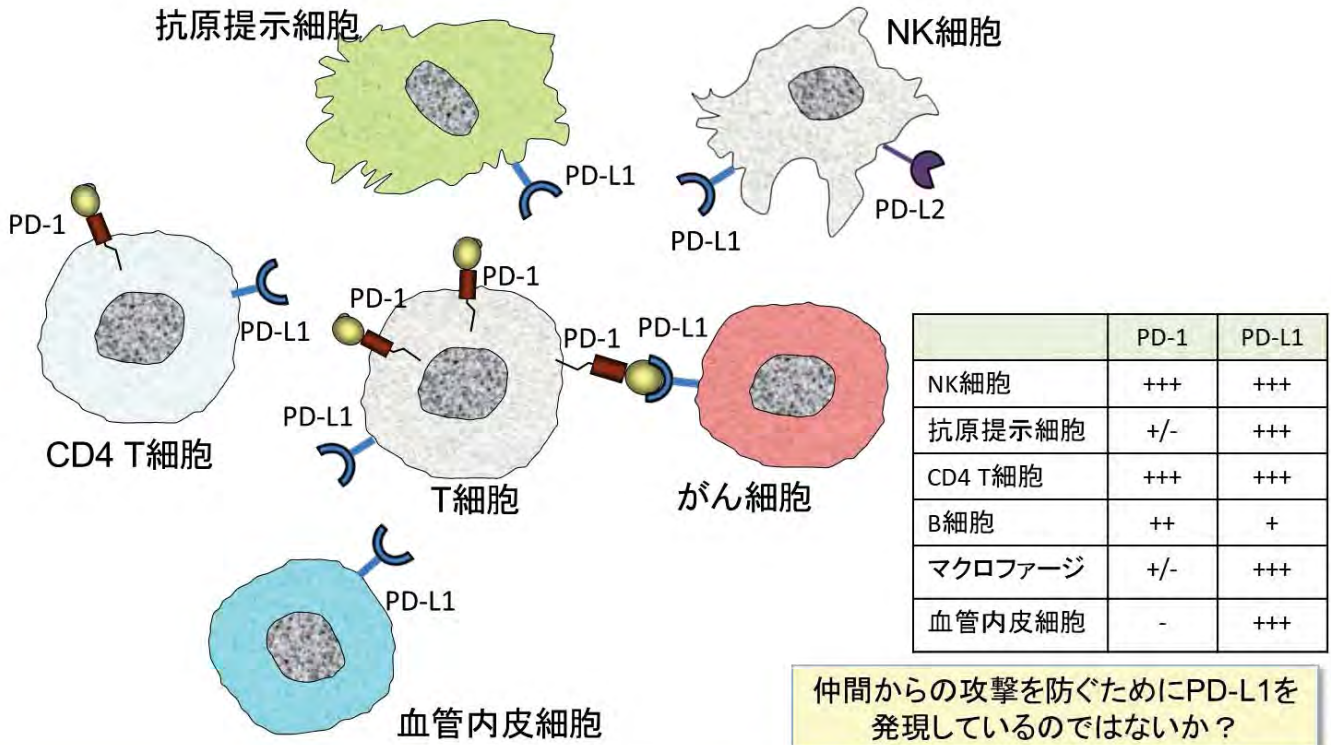 抗原提示細胞
NK細胞
PD-L1
PD-L1
PD-L2
PD-1
PD-L1
CD4 T細胞
PD-1
PD-1
PD-1
PD-L1
PD-L1
T細胞
がん細胞
PD-L1
血管内皮細胞
PD-1 PD-L1
NK細胞 +++ +++
抗原提示細胞 +/- +++
CD4 T細胞 +++ +++
B細胞 ++ +
マクロファージ +/- +++
血管内皮細胞 - +++
仲間からの攻撃を防ぐためにPD-L1を
発現しているのではないか？